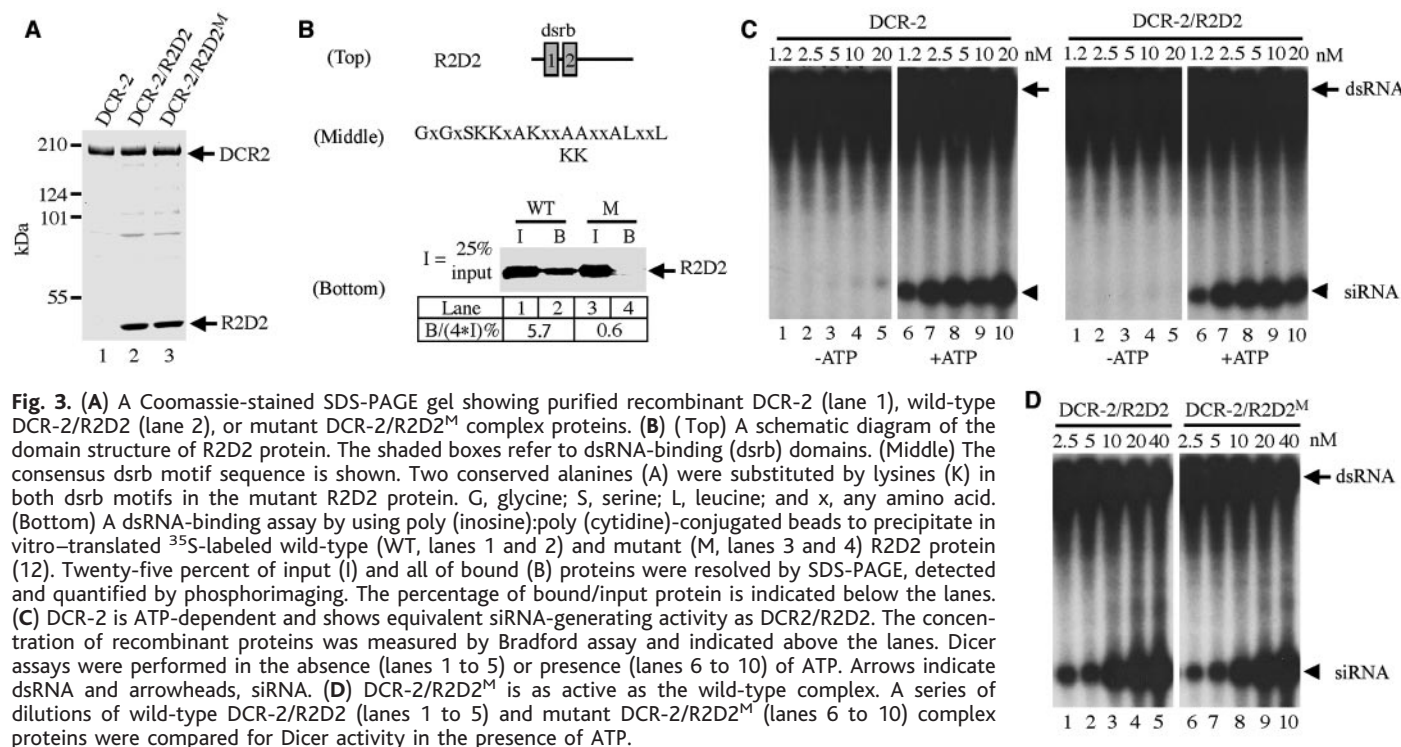 A
DCR-2
DCR-2/R2D2
DCR-2/R2D2ᴹ
210
124
101
55
kDa
DCR2
R2D2
1 2 3
B
dsrb
(Top) R2D2 1 2
(Middle) GxGxSKKxAKxxAAxxALxxL
KK
WT M
I B I B
I = 25% input
R2D2
(Bottom)
Lane 1 2 3 4
B/(4*I)% 5.7 0.6
C
DCR-2 DCR-2/R2D2
1.2 2.5 5 10 20 1.2 2.5 5 10 20 nM 1.2 2.5 5 10 20 1.2 2.5 5 10 20 nM
dsRNA
siRNA
1 2 3 4 5 6 7 8 9 10 1 2 3 4 5 6 7 8 9 10
-ATP +ATP -ATP +ATP
D
DCR-2/R2D2 DCR-2/R2D2ᴹ
2.5 5 10 20 40 2.5 5 10 20 40 nM
dsRNA
siRNA
1 2 3 4 5 6 7 8 9 10
Fig. 3. (A) A Coomassie-stained SDS-PAGE gel showing purified recombinant DCR-2 (lane 1), wild-type
DCR-2/R2D2 (lane 2), or mutant DCR-2/R2D2ᴹ complex proteins. (B) (Top) A schematic diagram of the
domain structure of R2D2 protein. The shaded boxes refer to dsRNA-binding (dsrb) domains. (Middle) The
consensus dsrb motif sequence is shown. Two conserved alanines (A) were substituted by lysines (K) in
both dsrb motifs in the mutant R2D2 protein. G, glycine; S, serine; L, leucine; and x, any amino acid.
(Bottom) A dsRNA-binding assay by using poly (inosine):poly (cytidine)-conjugated beads to precipitate in
vitro–translated ³⁵S-labeled wild-type (WT, lanes 1 and 2) and mutant (M, lanes 3 and 4) R2D2 protein
(12). Twenty-five percent of input (I) and all of bound (B) proteins were resolved by SDS-PAGE, detected
and quantified by phosphorimaging. The percentage of bound/input protein is indicated below the lanes.
(C) DCR-2 is ATP-dependent and shows equivalent siRNA-generating activity as DCR2/R2D2. The concen-
tration of recombinant proteins was measured by Bradford assay and indicated above the lanes. Dicer
assays were performed in the absence (lanes 1 to 5) or presence (lanes 6 to 10) of ATP. Arrows indicate
dsRNA and arrowheads, siRNA. (D) DCR-2/R2D2ᴹ is as active as the wild-type complex. A series of
dilutions of wild-type DCR-2/R2D2 (lanes 1 to 5) and mutant DCR-2/R2D2ᴹ (lanes 6 to 10) complex
proteins were compared for Dicer activity in the presence of ATP.